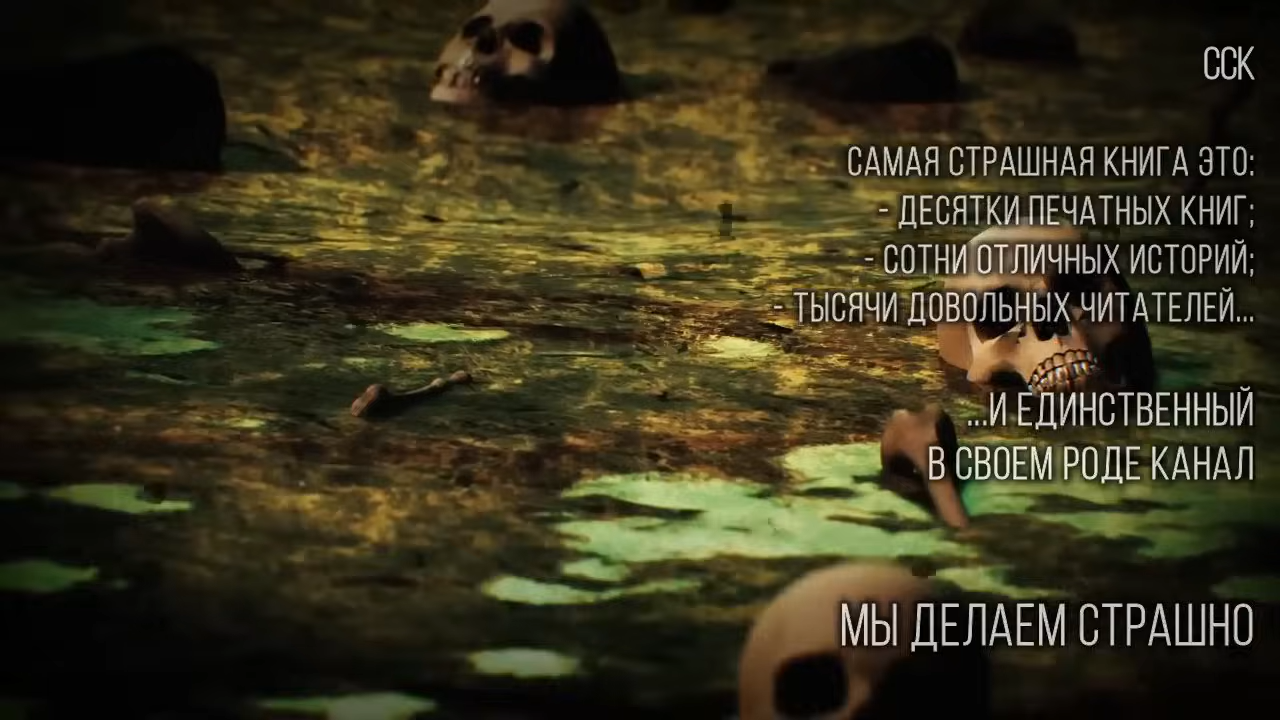 ССК
САМАЯ СТРАШНАЯ КНИГА ЭТО:
- ДЕСЯТКИ ПЕЧАТНЫХ КНИГ;
- СОТНИ ОТЛИЧНЫХ ИСТОРИЙ;
- ТЫСЯЧИ ДОВОЛЬНЫХ ЧИТАТЕЛЕЙ...
...И ЕДИНСТВЕННЫЙ
В СВОЕМ РОДЕ КАНАЛ
МЫ ДЕЛАЕМ СТРАШНО